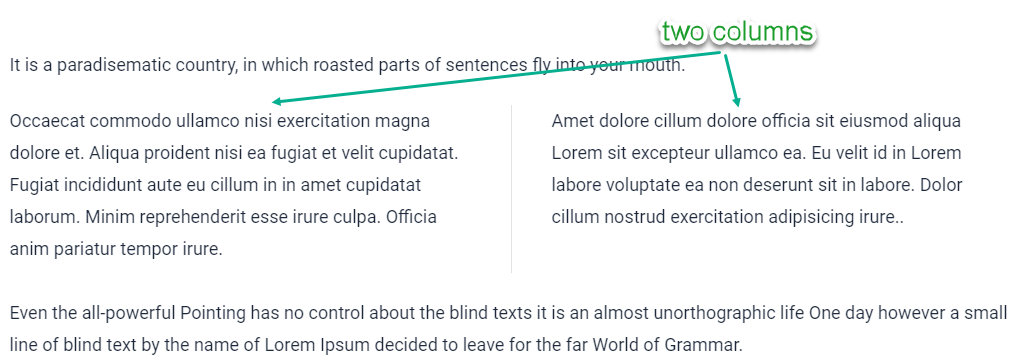 two columns
It is a paradisematic country, in which roasted parts of sentences fly into your mouth.
Occaecat commodo ullamco nisi exercitation magna
dolore et. Aliqua proident nisi ea fugiat et velit cupidatat.
Fugiat incididunt aute eu cillum in in amet cupidatat
laborum. Minim reprehenderit esse irure culpa. Officia
anim pariatur tempor irure.
Amet dolore cillum dolore officia sit eiusmod aliqua
Lorem sit excepteur ullamco ea. Eu velit id in Lorem
labore voluptate ea non deserunt sit in labore. Dolor
cillum nostrud exercitation adipisicing irure..
Even the all-powerful Pointing has no control about the blind texts it is an almost unorthographic life One day however a small
line of blind text by the name of Lorem Ipsum decided to leave for the far World of Grammar.